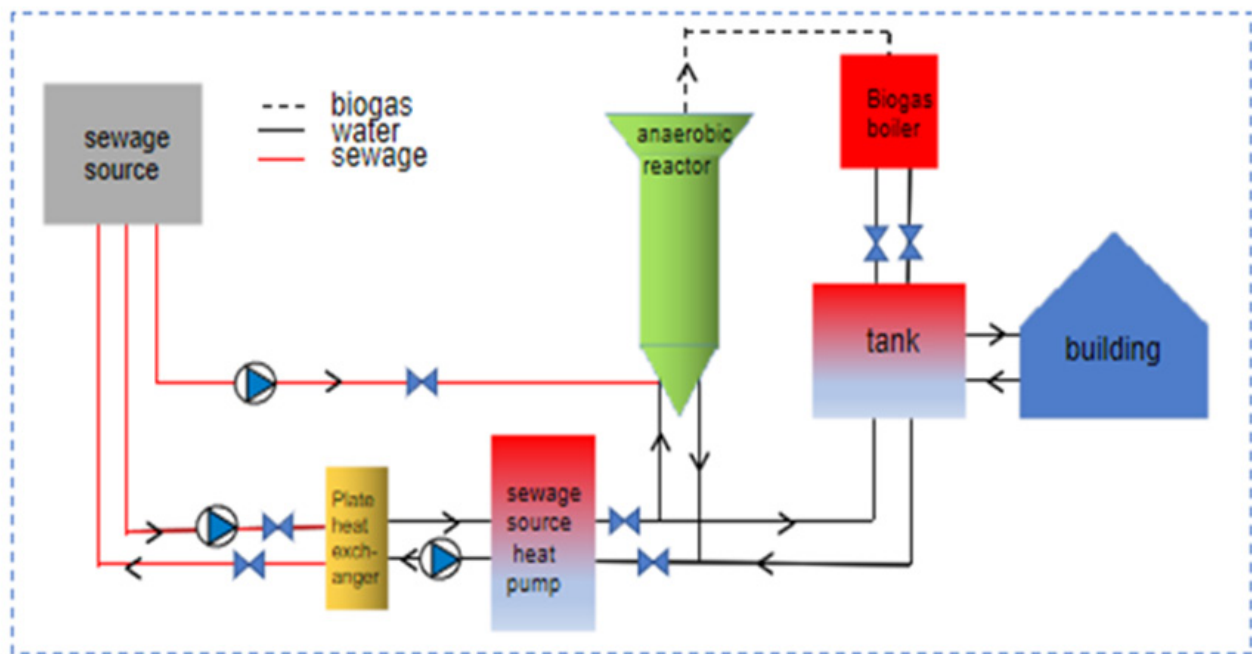 sewage
source
biogas
water
sewage
anaerobic
reactor
Biogas
boiler
tank
building
Plate
heat
exch-
anger
sewage
source
heat
pump